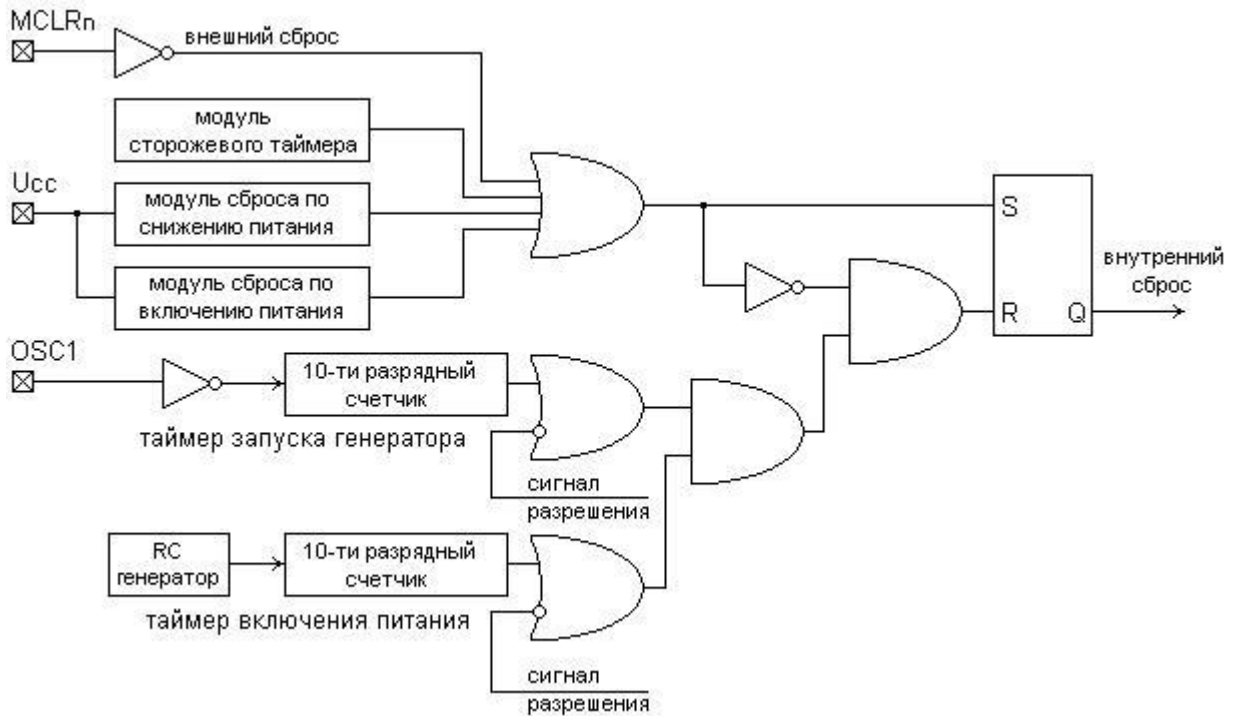 MCLRn
внешний сброс
модуль
сторожевого таймера
Ucc
модуль сброса по
снижению питания
модуль сброса по
включению питания
S
R
Q
внутренний
сброс
OSC1
10-ти разрядный
счетчик
таймер запуска генератора
сигнал
разрешения
RC
генератор
10-ти разрядный
счетчик
таймер включения питания
сигнал
разрешения